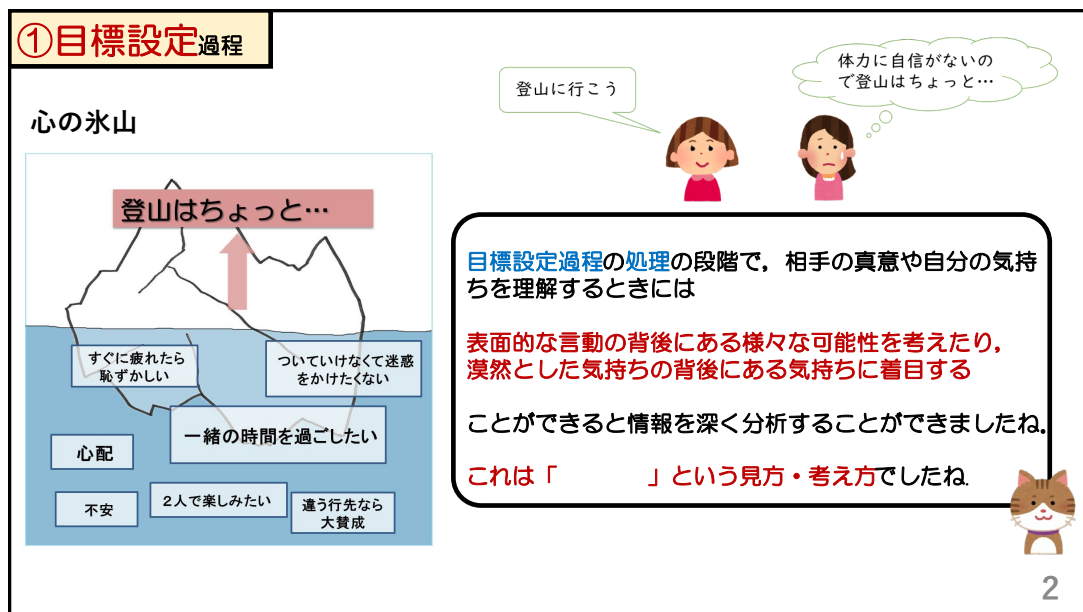 ①目標設定過程
登山に行こう
体力に自信がないの
で登山はちょっと…
心の氷山
登山はちょっと…
すぐに疲れたら
恥ずかしい
ついていけなくて迷惑
をかけたくない
一緒の時間を過ごしたい
心配
不安
2人で楽しみたい
違う行先なら
大賛成
目標設定過程の処理の段階で，相手の真意や自分の気持
ちを理解するときには
表面的な言動の背後にある様々な可能性を考えたり，
漠然とした気持ちの背後にある気持ちに着目する
ことができると情報を深く分析することができましたね．
これは「　　　　」という見方・考え方でしたね．
2